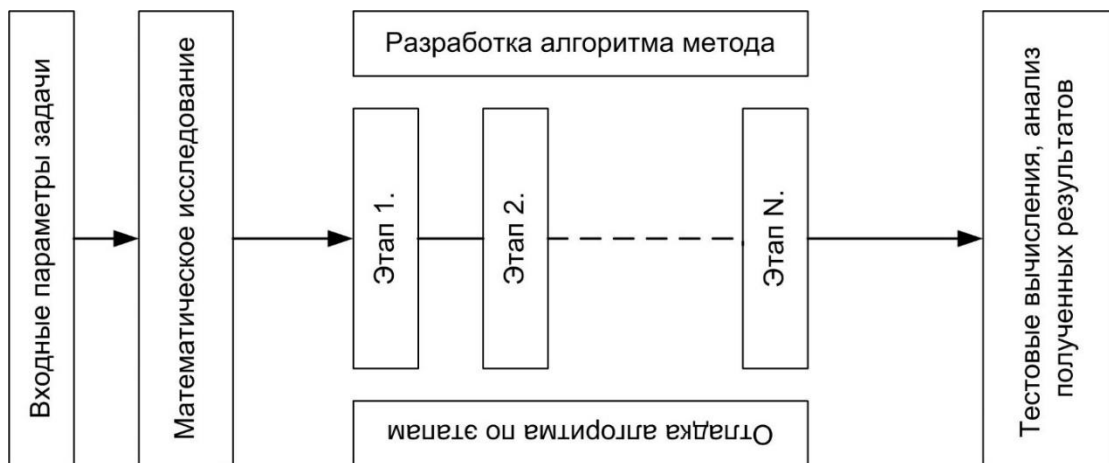 Входные параметры задачи
Математическое исследование
Разработка алгоритма метода
Этап 1.
Этап 2.
Этап N.
Отладка алгоритма по этапам
Тестовые вычисления, анализ
полученных результатов